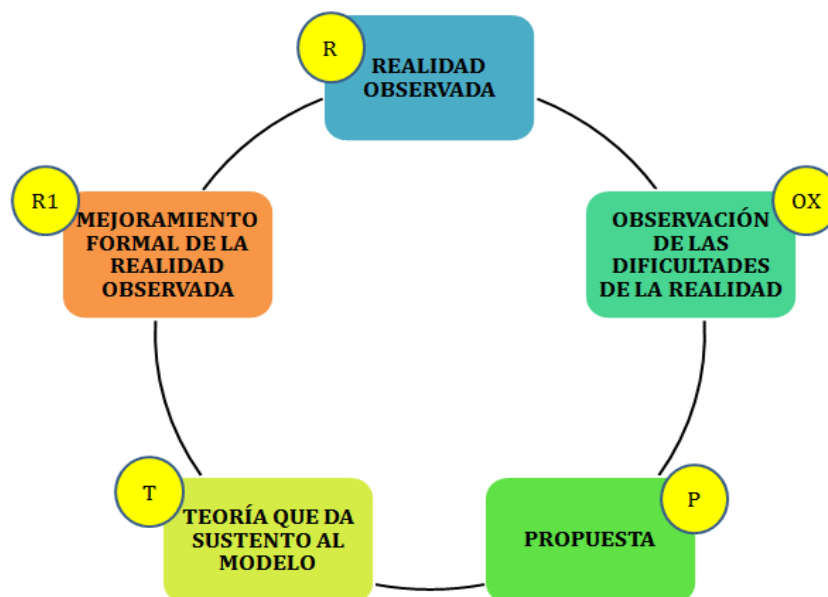 R
REALIDAD
OBSERVADA
OX
OBSERVACIÓN
DE LAS
DIFICULTADES
DE LA REALIDAD
P
PROPUESTA
T
TEORÍA QUE DA
SUSTENTO AL
MODELO
R1
MEJORAMIENTO
FORMAL DE LA
REALIDAD
OBSERVADA